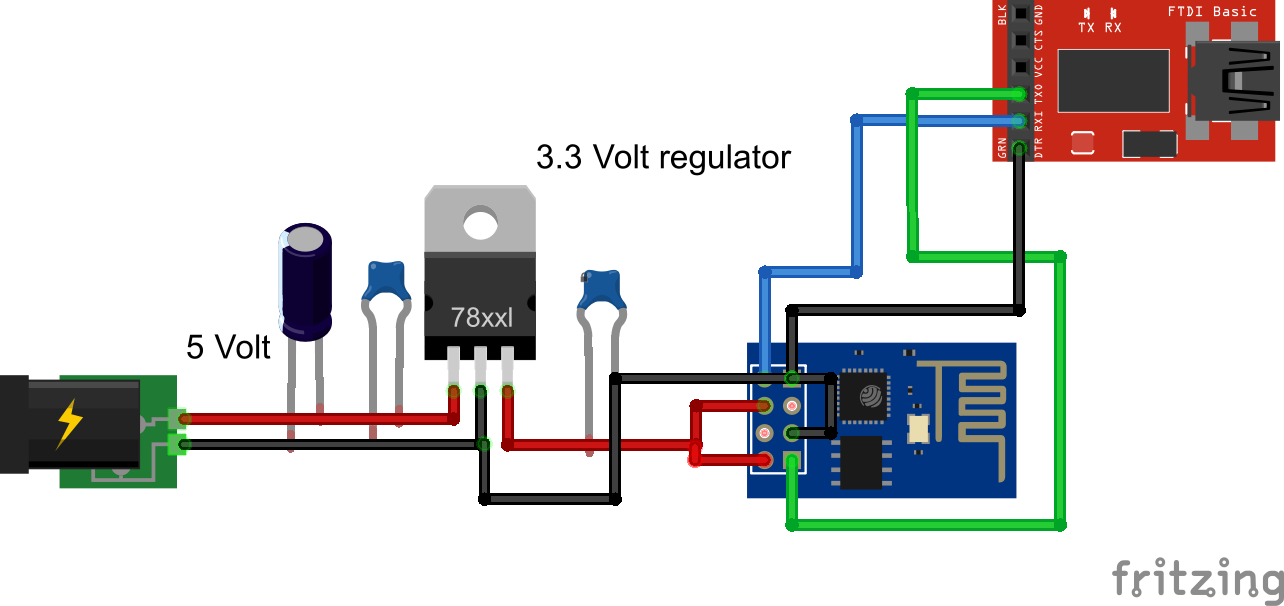 FTDI Basic
TX RX
BLK
GND
CTS
VCC
TXO
RXI
DTR
GRN
3.3 Volt regulator
78xxl
5 Volt
fritzing